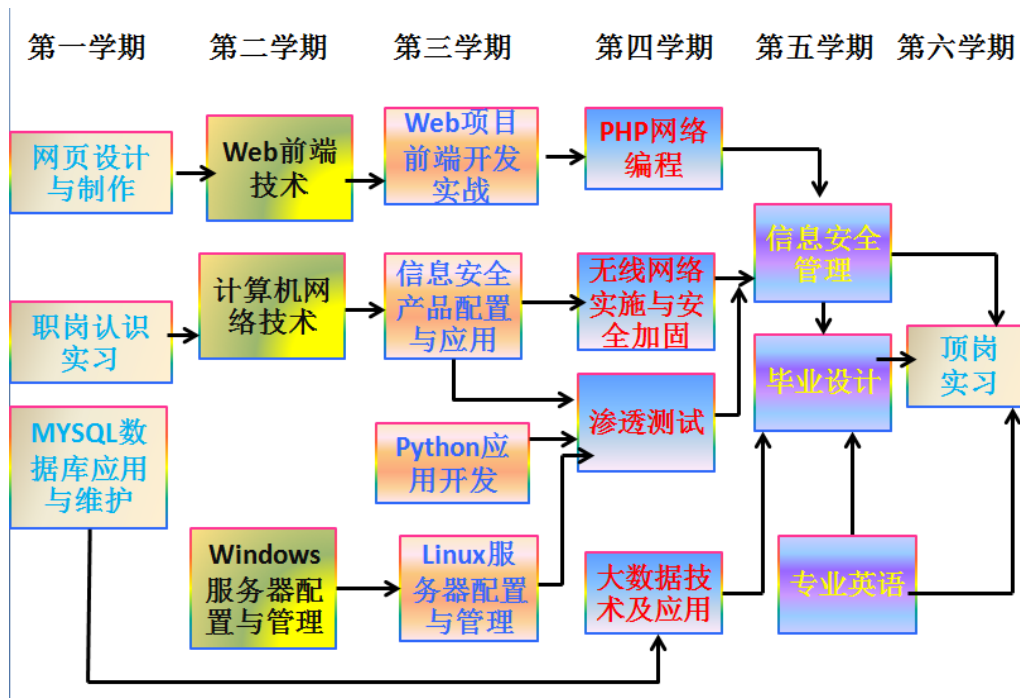 第一学期
第二学期
第三学期
第四学期
第五学期
第六学期
网页设计
与制作
Web前端
技术
Web项目
前端开发
实战
PHP网络
编程
信息安全
管理
职岗认识
实习
计算机网
络技术
信息安全
产品配置
与应用
无线网络
实施与安
全加固
毕业设计
顶岗
实习
MYSQL数
据库应用
与维护
Python应
用开发
渗透测试
Windows
服务器配
置与管理
Linux服
务器配置
与管理
大数据技
术及应用
专业英语